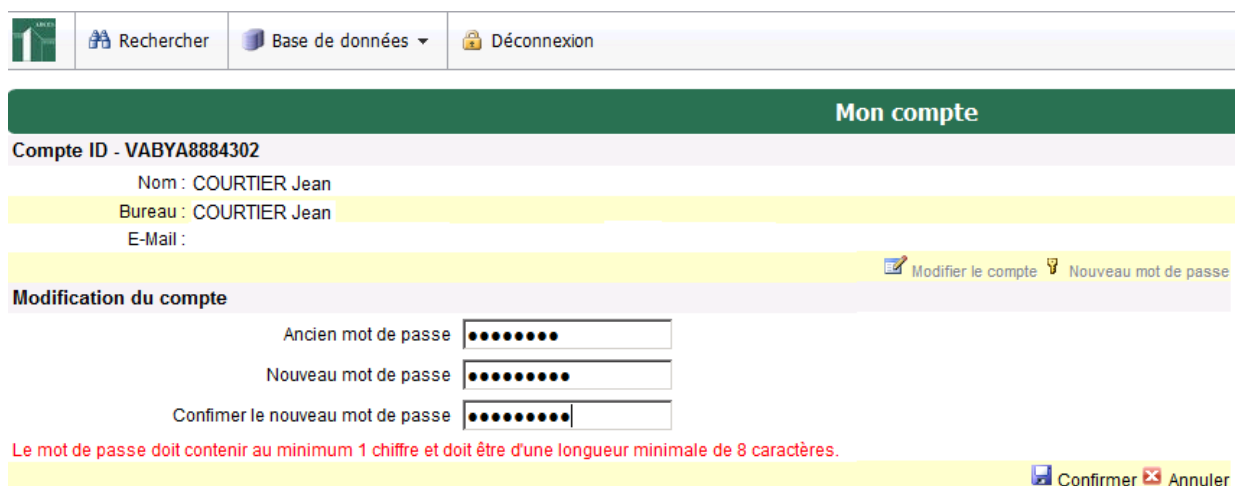 Rechercher Base de données Déconnexion
Mon compte
Compte ID - VABYA8884302
Nom : COURTIER Jean
Bureau : COURTIER Jean
E-Mail :
Modifier le compte Nouveau mot de passe
Modification du compte
Ancien mot de passe ••••••••
Nouveau mot de passe •••••••••
Confimer le nouveau mot de passe •••••••••
Le mot de passe doit contenir au minimum 1 chiffre et doit être d'une longueur minimale de 8 caractères.
Confirmer Annuler